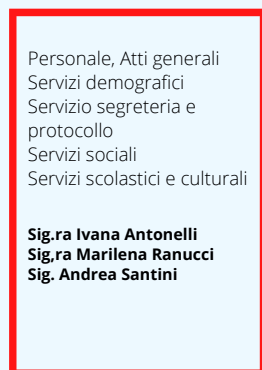 Personale, Atti generali
Servizi demografici
Servizio segreteria e
protocollo
Servizi sociali
Servizi scolastici e culturali
Sig.ra Ivana Antonelli
Sig,ra Marilena Ranucci
Sig. Andrea Santini